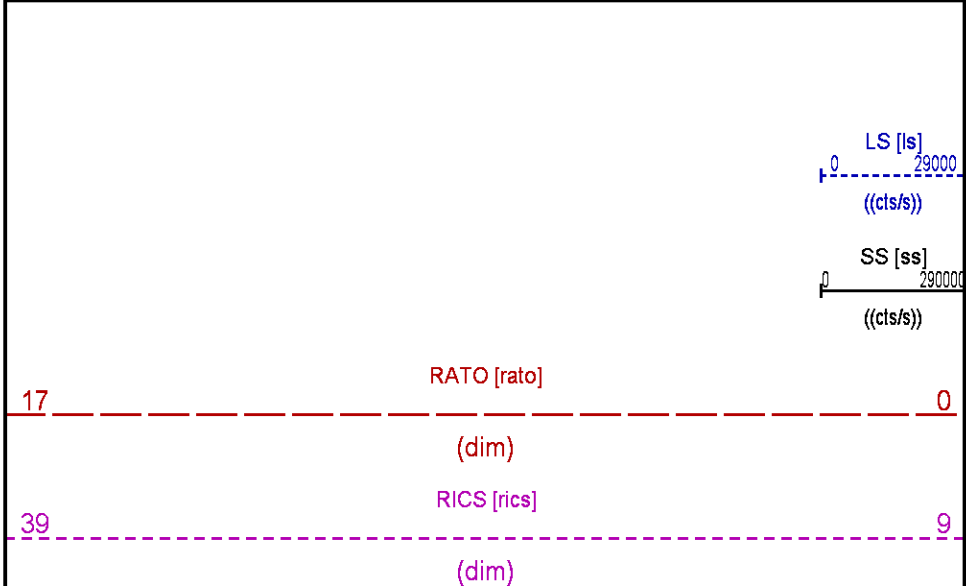 LS [ls]
0 29000
((cts/s))
SS [ss]
0 290000
((cts/s))
RATO [rato]
17 0
(dim)
RICS [rics]
39 9
(dim)